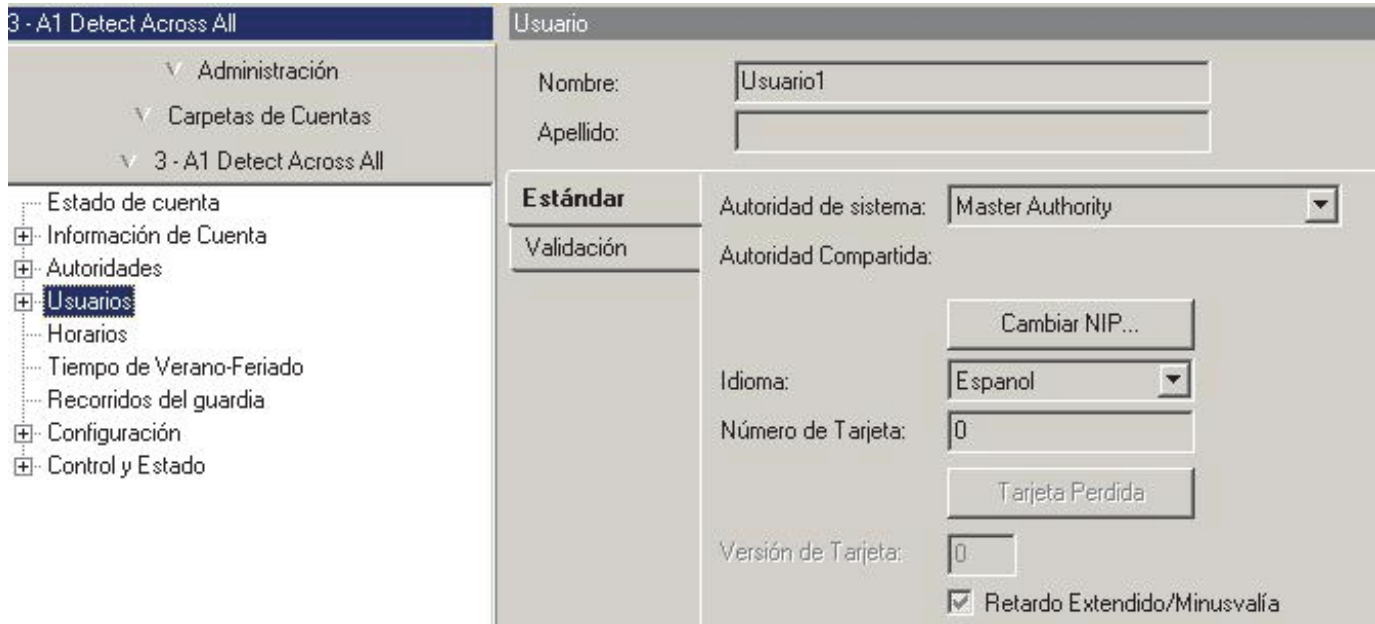 3 - A1 Detect Across All
Administración
Carpetas de Cuentas
3 - A1 Detect Across All
Estado de cuenta
Información de Cuenta
Autoridades
Usuarios
Horarios
Tiempo de Verano-Feriado
Recorridos del guardia
Configuración
Control y Estado
Usuario
Nombre: Usuario1
Apellido:
Estándar
Validación
Autoridad de sistema: Master Authority
Autoridad Compartida:
Cambiar NIP...
Idioma: Espanol
Número de Tarjeta: 0
Tarjeta Perdida
Versión de Tarjeta: 0
Retardo Extendido/Minusvalía